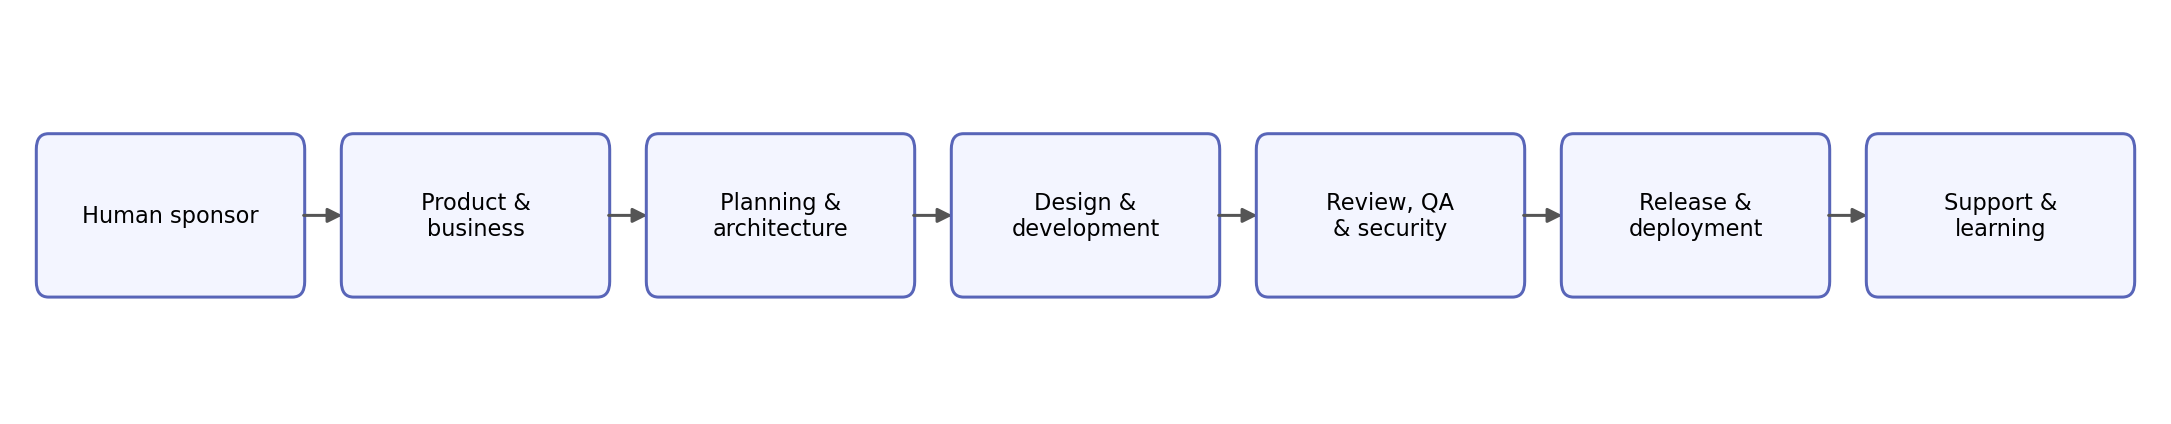 Human sponsor
Product &
business
Planning &
architecture
Design &
development
Review, QA
& security
Release &
deployment
Support &
learning